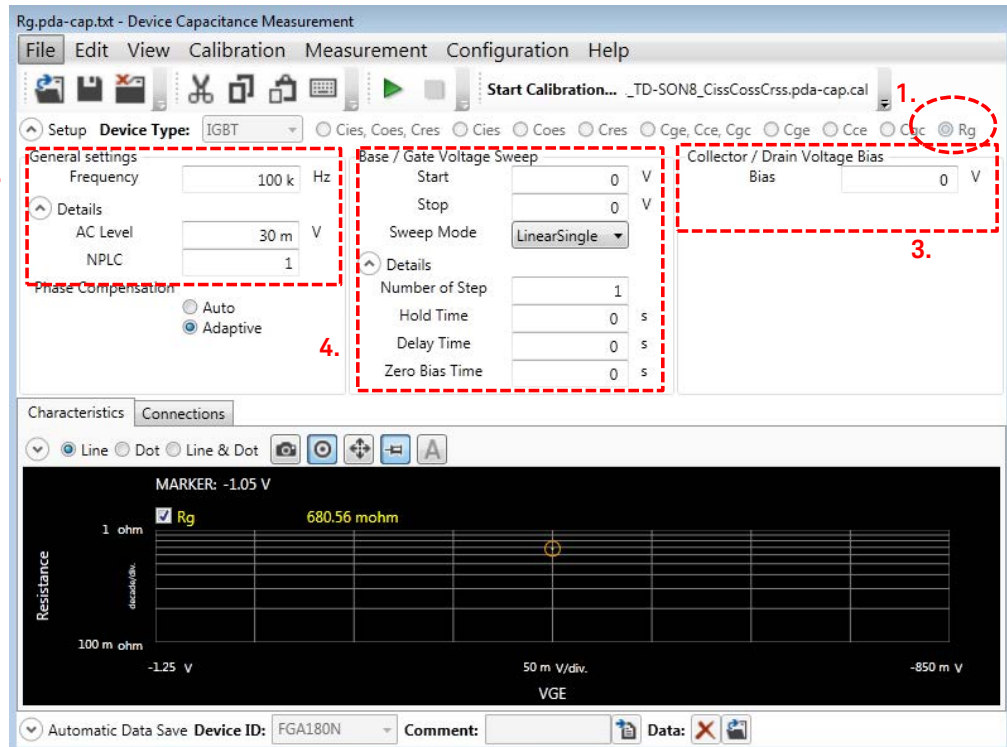 Rg.pda-cap.txt - Device Capacitance Measurement
File Edit View Calibration Measurement Configuration Help
Start Calibration... _TD-SON8_CissCossCrss.pda-cap.cal
1.
Setup Device Type: IGBT Cies, Coes, Cres Cies Coes Cres Cge, Cce, Cgc Cge Cce Cgc Rg
General settings Base / Gate Voltage Sweep Collector / Drain Voltage Bias
Frequency 100 k Hz Start 0 V Bias 0 V
Details Stop 0 V
AC Level 30 m V Sweep Mode LinearSingle
3.
NPLC 1 Details
Phase Compensation Number of Step 1
Auto Hold Time 0 s
Adaptive
4.
Delay Time 0 s
Zero Bias Time 0 s
Characteristics Connections
Line Dot Line & Dot A
MARKER: -1.05 V
Rg 680.56 mohm
1 ohm
Resistance
decade/div.
100 m ohm
-1.25 V 50 m V/div. -850 m V
VGE
Automatic Data Save Device ID: FGA180N Comment: Data: